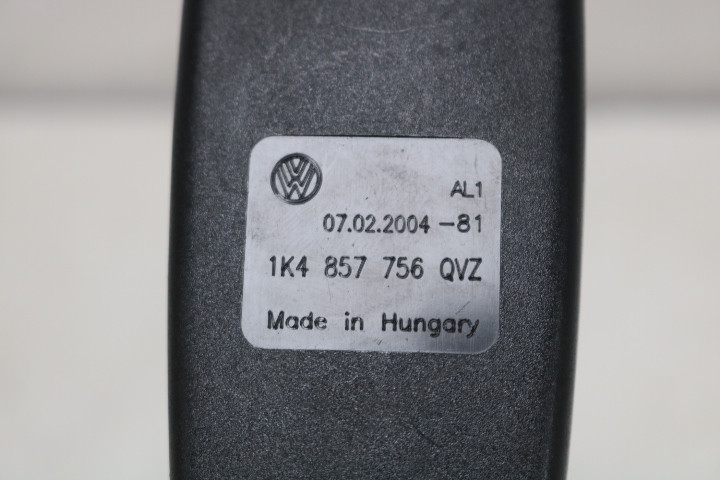 AL1
07.02.2004 -81
1K4 857 756 QVZ
Made in Hungary